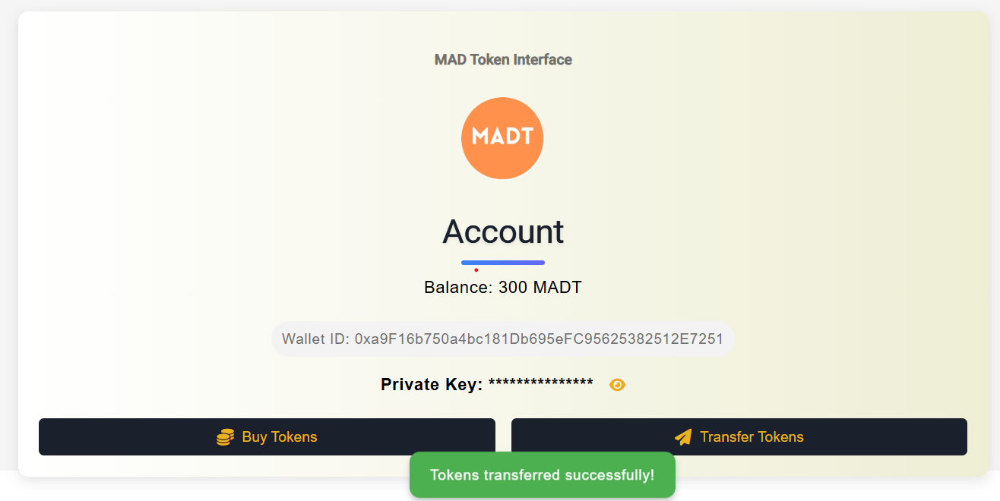 MAD Token Interface
MADT
Account
Balance: 300 MADT
Wallet ID: 0xa9F16b750a4bc181Db695eFC95625382512E7251
Private Key: ***************
Buy Tokens
Transfer Tokens
Tokens transferred successfully!